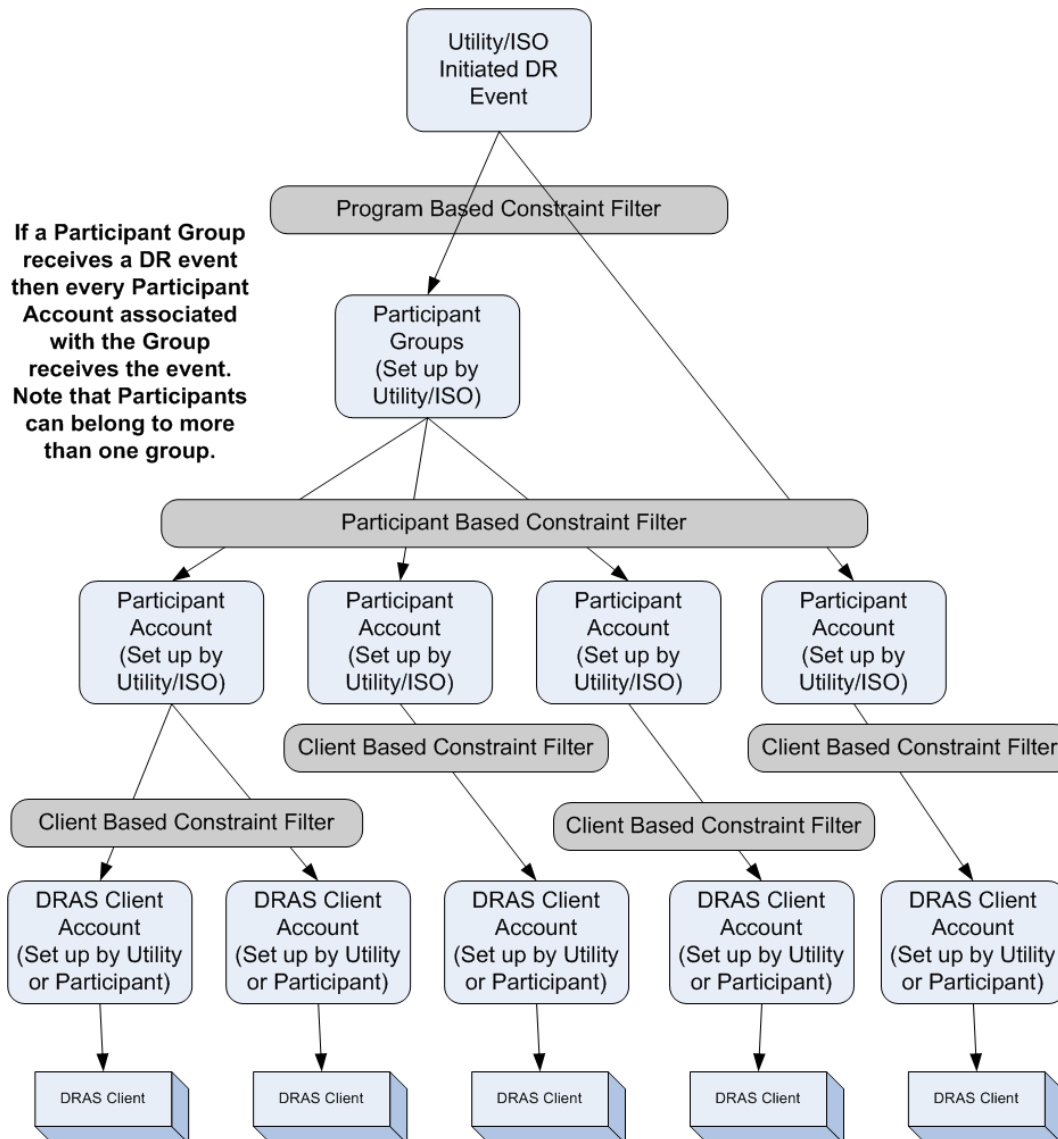 Utility/ISO
Initiated DR
Event
Program Based Constraint Filter
If a Participant Group
receives a DR event
then every Participant
Account associated
with the Group
receives the event.
Note that Participants
can belong to more
than one group.
Participant
Groups
(Set up by
Utility/ISO)
Participant Based Constraint Filter
Participant
Account
(Set up by
Utility/ISO)
Participant
Account
(Set up by
Utility/ISO)
Participant
Account
(Set up by
Utility/ISO)
Participant
Account
(Set up by
Utility/ISO)
Client Based Constraint Filter
Client Based Constraint Filter
Client Based Constraint Filter
Client Based Constraint Filter
DRAS Client
Account
(Set up by Utility
or Participant)
DRAS Client
Account
(Set up by Utility
or Participant)
DRAS Client
Account
(Set up by Utility
or Participant)
DRAS Client
Account
(Set up by Utility
or Participant)
DRAS Client
Account
(Set up by Utility
or Participant)
DRAS Client
DRAS Client
DRAS Client
DRAS Client
DRAS Client